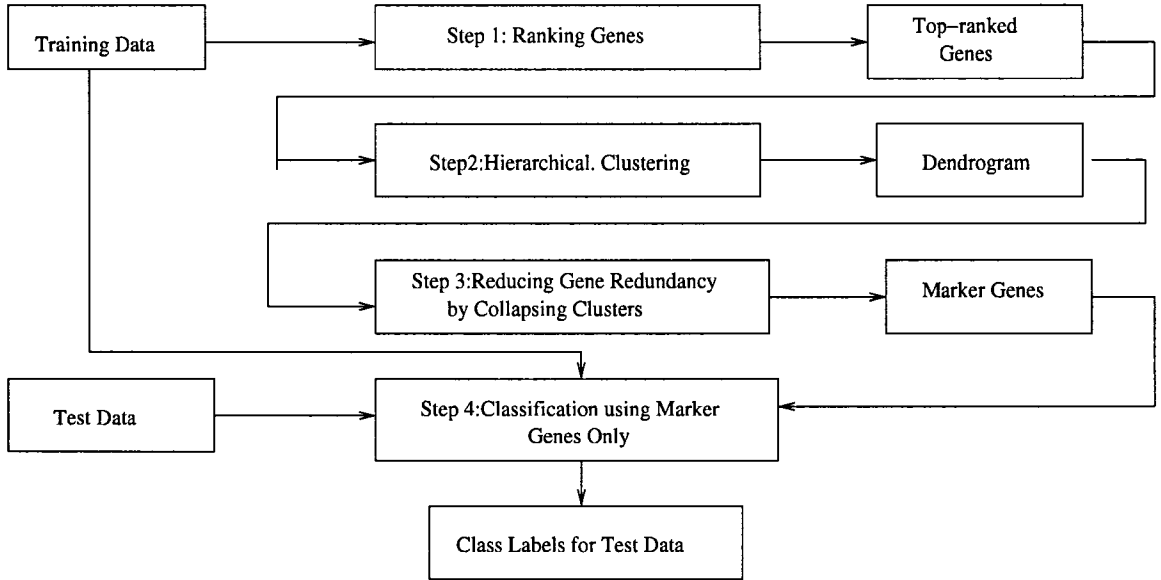 Training Data
Step 1: Ranking Genes
Top-ranked
Genes
Step2:Hierarchical. Clustering
Dendrogram
Step 3:Reducing Gene Redundancy
by Collapsing Clusters
Marker Genes
Test Data
Step 4:Classification using Marker
Genes Only
Class Labels for Test Data